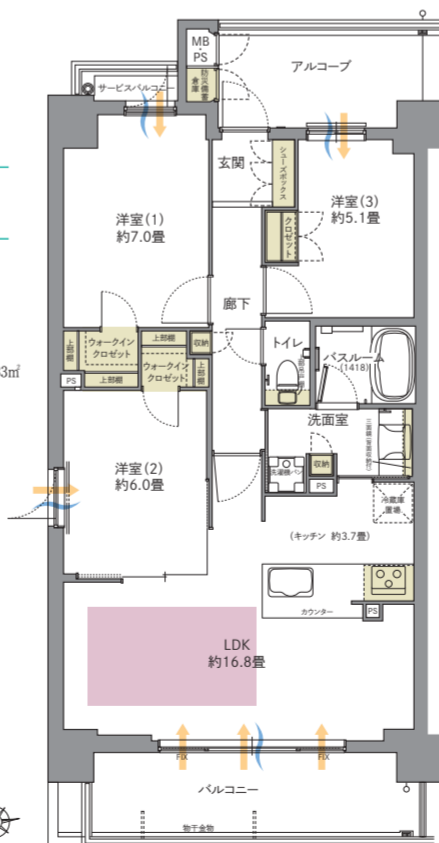 MB・PS
防災備蓄倉庫
アルコーブ
サービスバルコニー
玄関
シューズボックス
洋室(1)
約7.0畳
洋室(3)
約5.1畳
クロゼット
廊下
トイレ
バスルーム
(1418)
上部棚
ウォークイン
クロゼット
上部棚
上部棚
収納
ウォークイン
クロゼット
上部棚
3㎡
PS
洗面室
洋室(2)
約6.0畳
洗濯機パン
収納
PS
冷蔵庫
置場
(キッチン 約3.7畳)
カウンター
PS
LDK
約16.8畳
FIX
FIX
バルコニー
物干金物